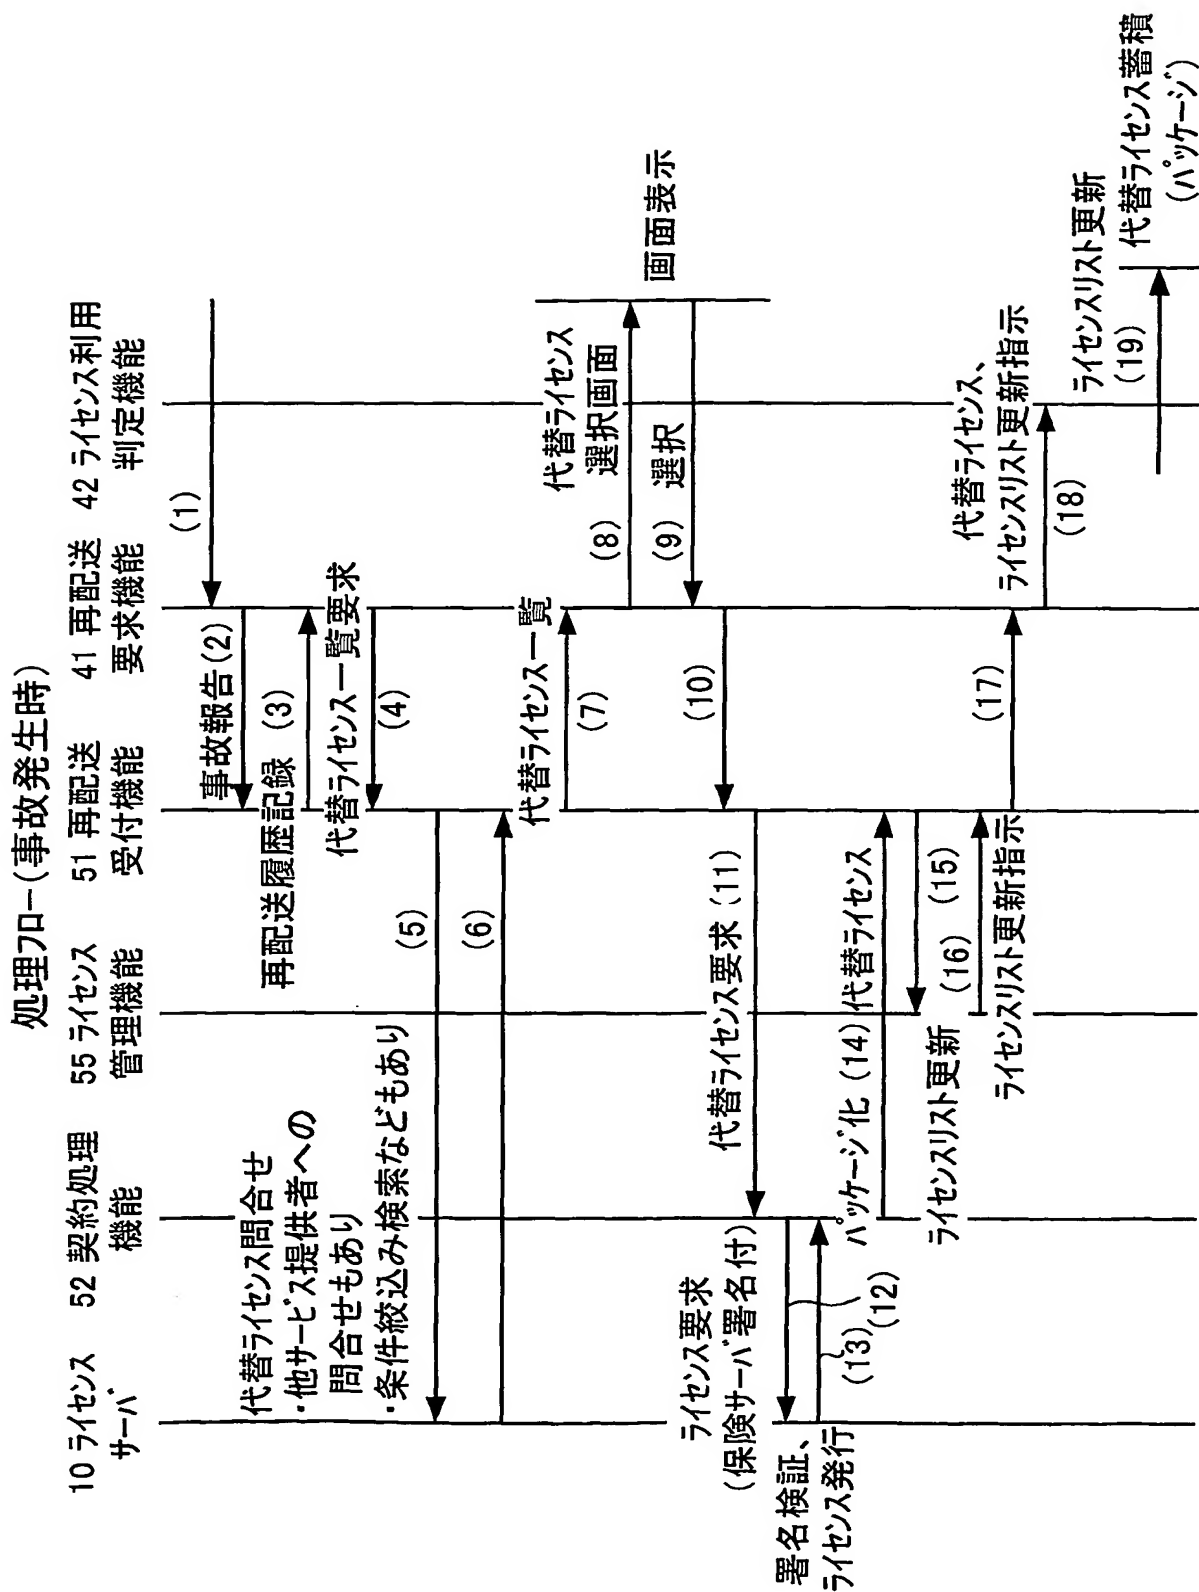 処理フロー(事故発生時)
10 ライセンス
サーバ
52 契約処理
機能
55 ライセンス
管理機能
51 再配送
受付機能
41 再配送
要求機能
42 ライセンス利用
判定機能
(1)
事故報告(2)
再配送履歴記録 (3)
代替ライセンス一覧要求
(4)
代替ライセンス問合せ
・他サービス提供者への
問合せもあり
・条件絞込み検索などもあり
(5)
(6)
代替ライセンス一覧
(7)
代替ライセンス
選択画面
(8)
画面表示
(9) 選択
(10)
代替ライセンス要求 (11)
ライセンス要求
(保険サーバ署名付)
(12)
(13)
署名検証、
ライセンス発行
パッケージ化 (14) 代替ライセンス
(15)
ライセンスリスト更新
(16)
ライセンスリスト更新指示
(17)
代替ライセンス、
ライセンスリスト更新指示
(18)
ライセンスリスト更新
(19)
代替ライセンス蓄積
(パッケージ)